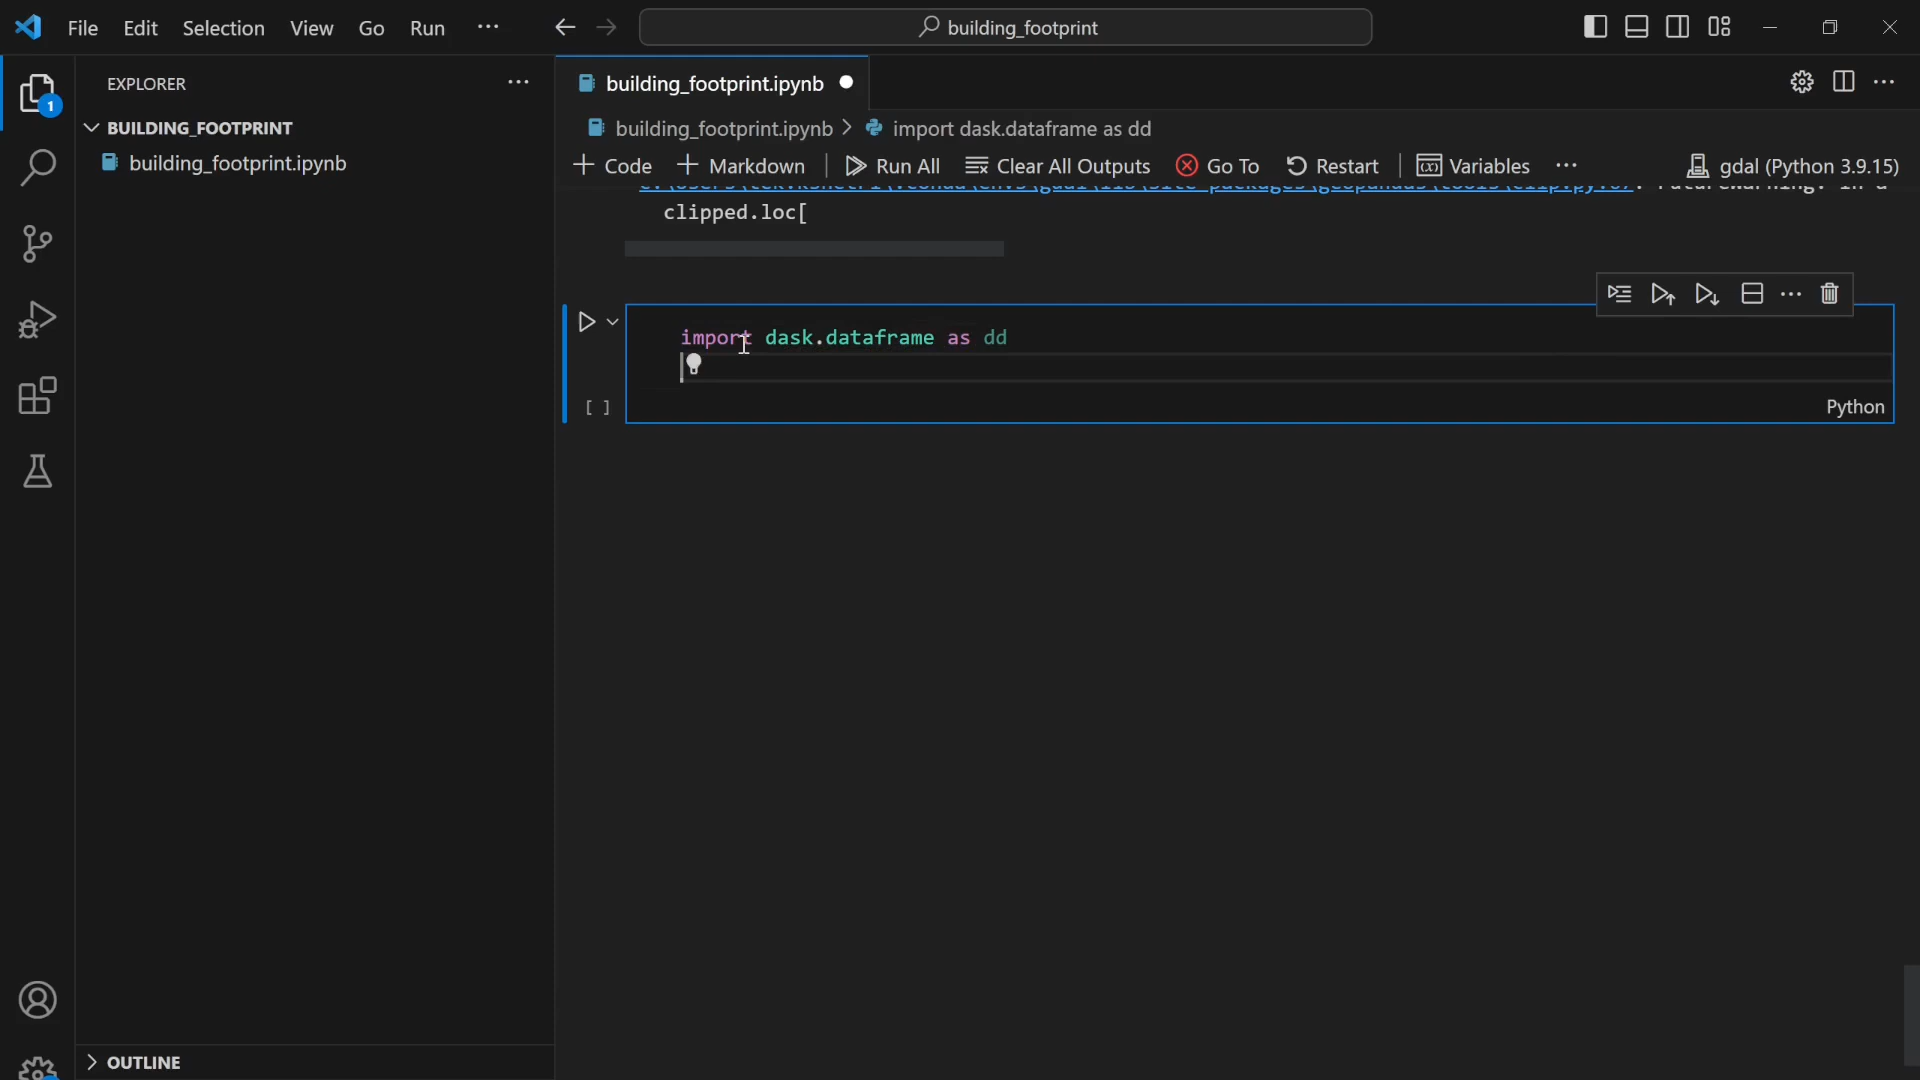 File Edit Selection View Go Run ··· building_footprint
EXPLORER ···
BUILDING_FOOTPRINT
building_footprint.ipynb
1
OUTLINE
building_footprint.ipynb
building_footprint.ipynb > import dask.dataframe as dd
Code Markdown Run All Clear All Outputs Go To Restart Variables ··· gdal (Python 3.9.15)
clipped.loc[
import dask.dataframe as dd
[ ]
Python